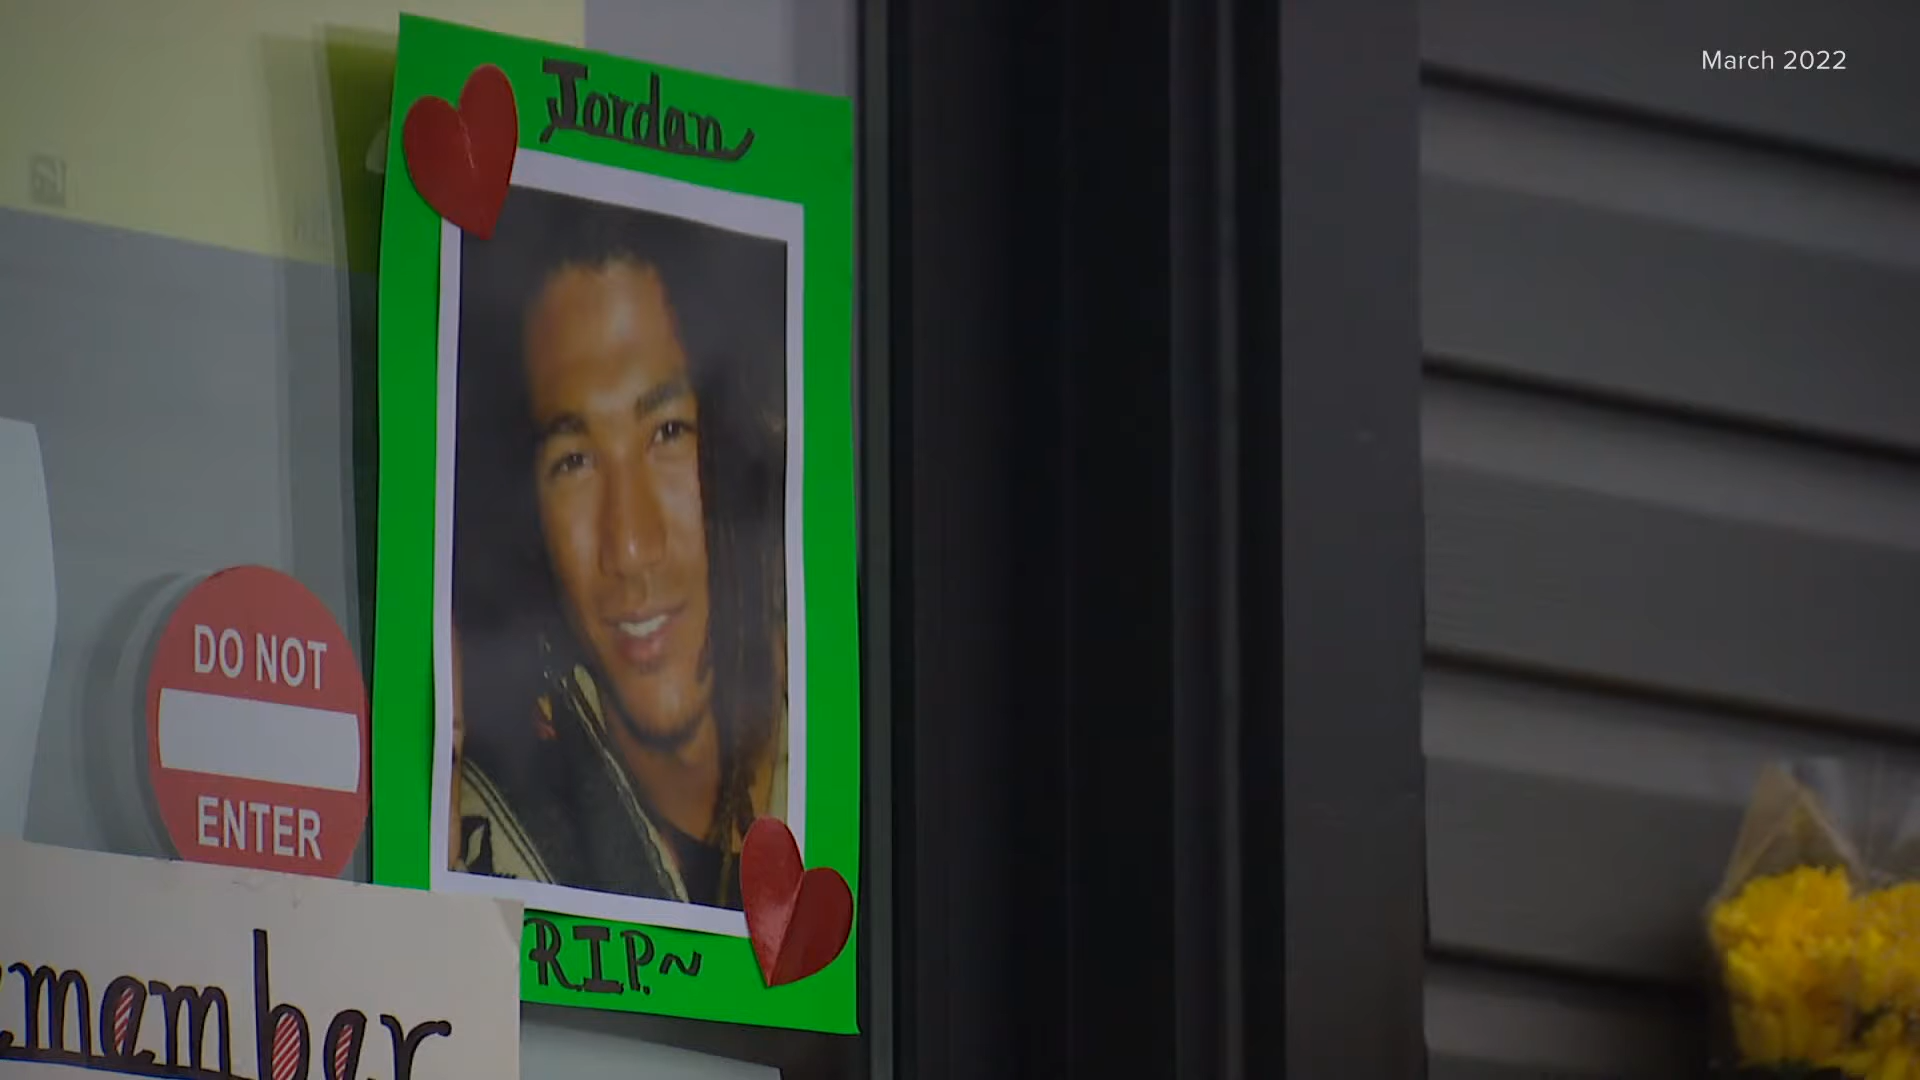 March 2022
Jordan
DO NOT
ENTER
R.I.P.~
member